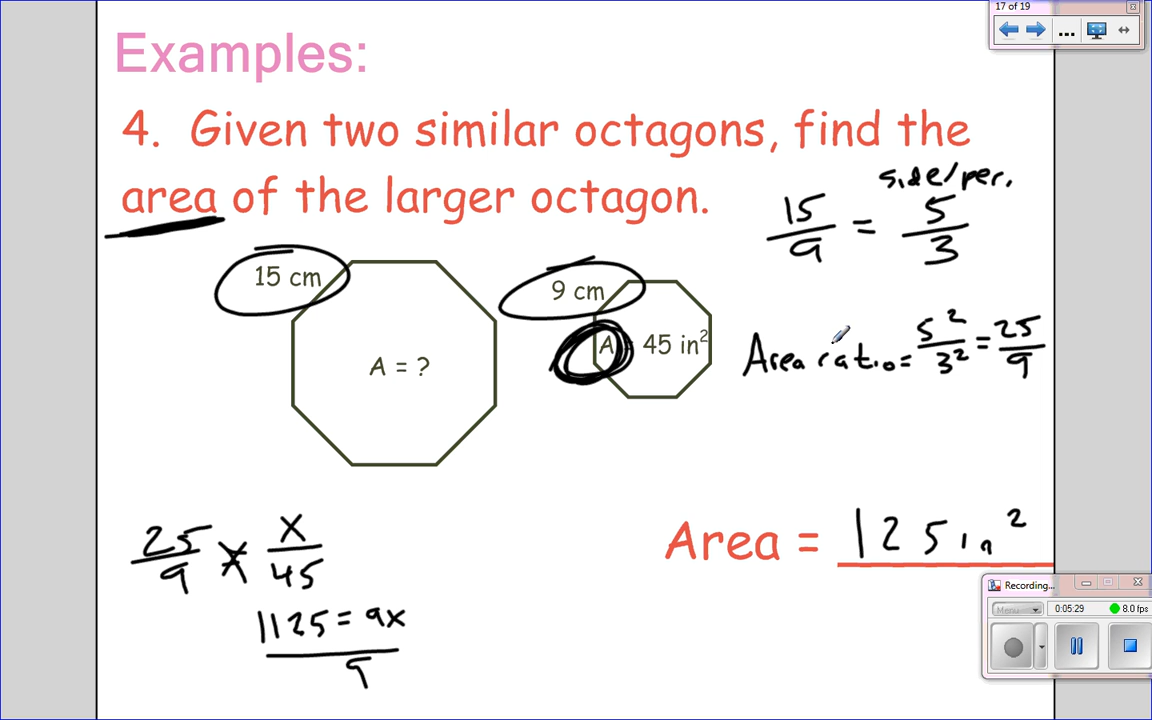 17 of 19
Examples:
4. Given two similar octagons, find the
area of the larger octagon.
side/per.
15/9 = 5/3
15 cm
9 cm
A = ?
A = 45 in²
Area ratio = 5²/3² = 25/9
25/9 X x/45
1125 = 9x
9
Area = 125 in²
Recording...
Menu
0:05:29
8.0 fps